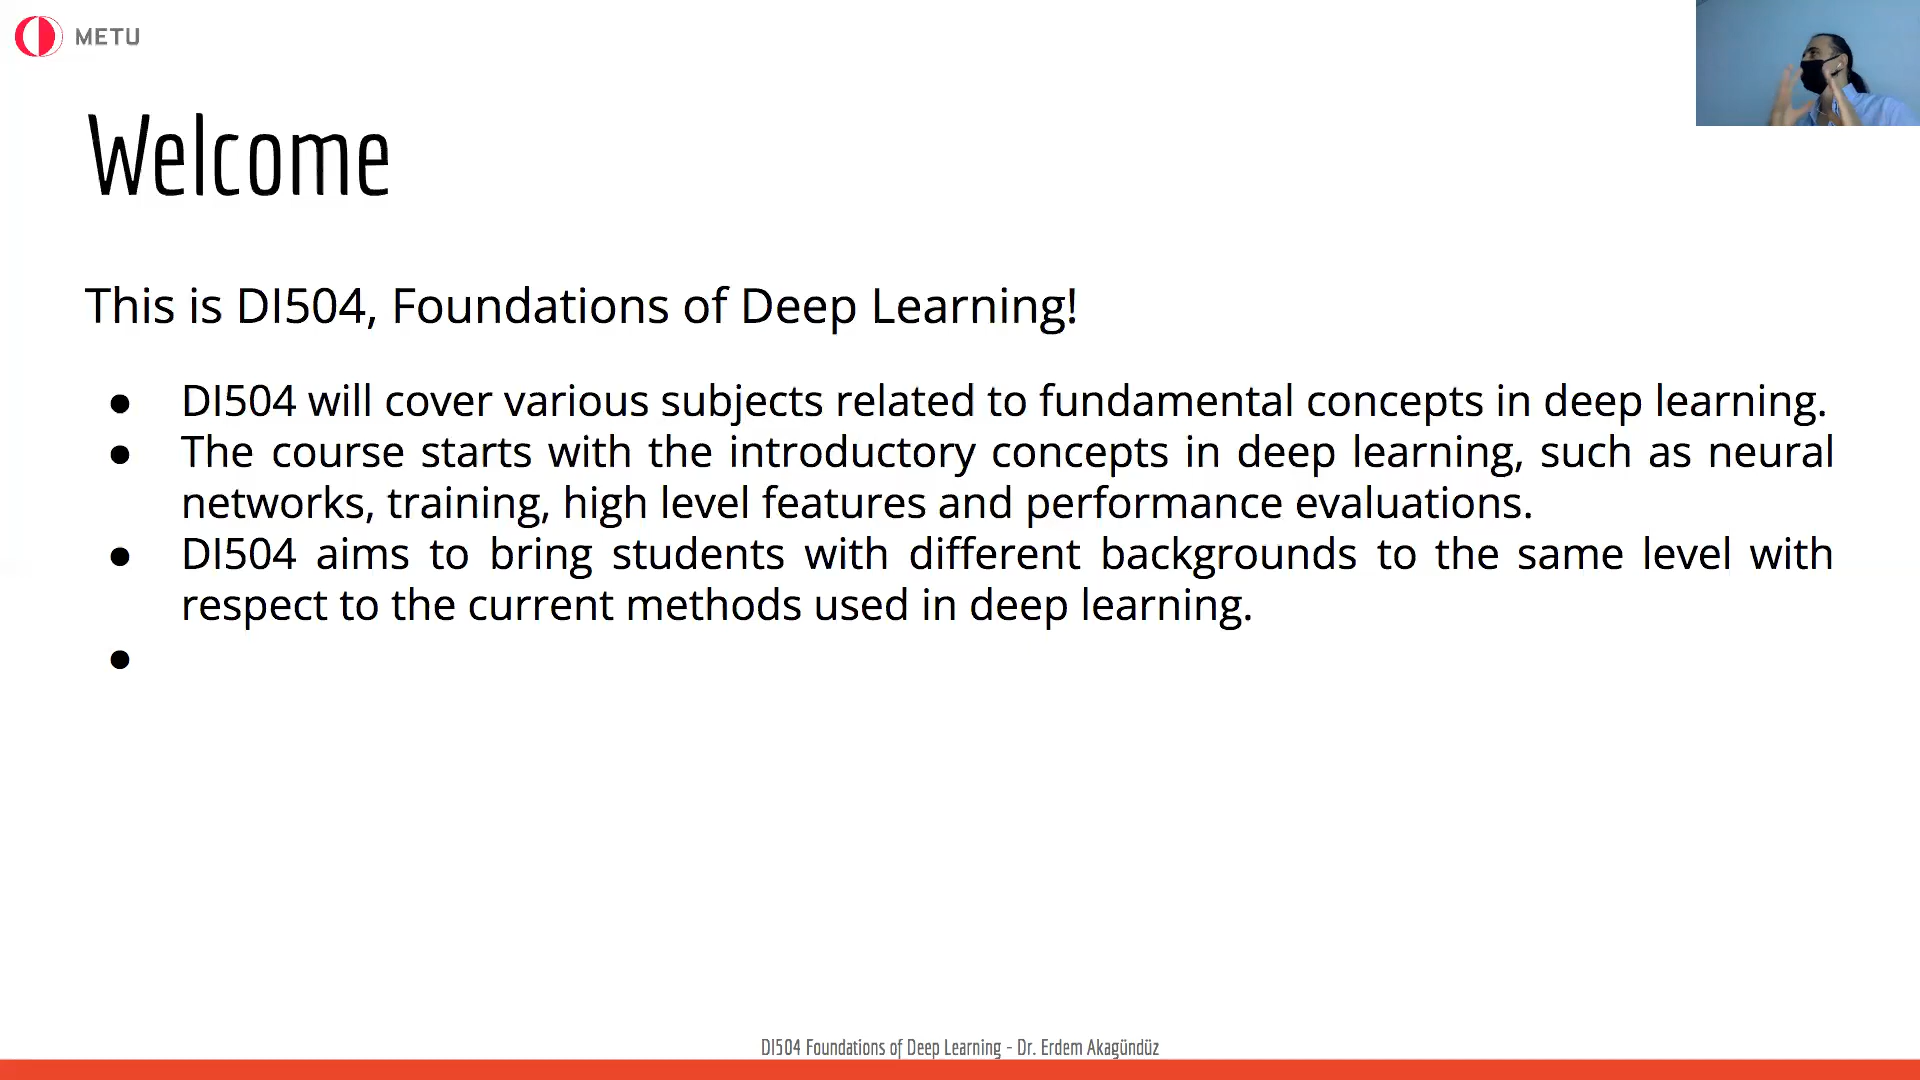 METU
Welcome
This is DI504, Foundations of Deep Learning!
● DI504 will cover various subjects related to fundamental concepts in deep learning.
● The course starts with the introductory concepts in deep learning, such as neural
networks, training, high level features and performance evaluations.
● DI504 aims to bring students with different backgrounds to the same level with
respect to the current methods used in deep learning.
●
DI504 Foundations of Deep Learning - Dr. Erdem Akagündüz